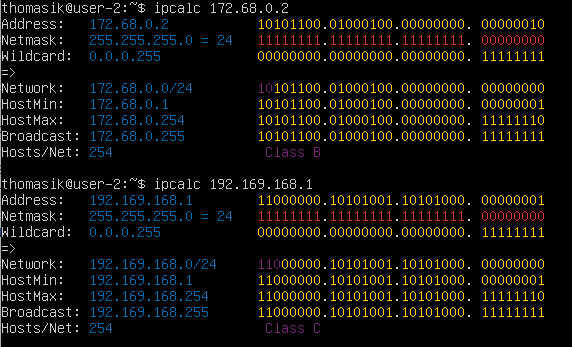 thomasik@user-2:~$ ipcalc 172.68.0.2
Address:   172.68.0.2           10101100.01000100.00000000. 00000010
Netmask:   255.255.255.0 = 24   11111111.11111111.11111111. 00000000
Wildcard:  0.0.0.255            00000000.00000000.00000000. 11111111
=>
Network:   172.68.0.0/24        10101100.01000100.00000000. 00000000
HostMin:   172.68.0.1           10101100.01000100.00000000. 00000001
HostMax:   172.68.0.254         10101100.01000100.00000000. 11111110
Broadcast: 172.68.0.255         10101100.01000100.00000000. 11111111
Hosts/Net: 254                   Class B
thomasik@user-2:~$ ipcalc 192.169.168.1
Address:   192.169.168.1        11000000.10101001.10101000. 00000001
Netmask:   255.255.255.0 = 24   11111111.11111111.11111111. 00000000
Wildcard:  0.0.0.255            00000000.00000000.00000000. 11111111
=>
Network:   192.169.168.0/24     11000000.10101001.10101000. 00000000
HostMin:   192.169.168.1        11000000.10101001.10101000. 00000001
HostMax:   192.169.168.254      11000000.10101001.10101000. 11111110
Broadcast: 192.169.168.255      11000000.10101001.10101000. 11111111
Hosts/Net: 254                   Class C